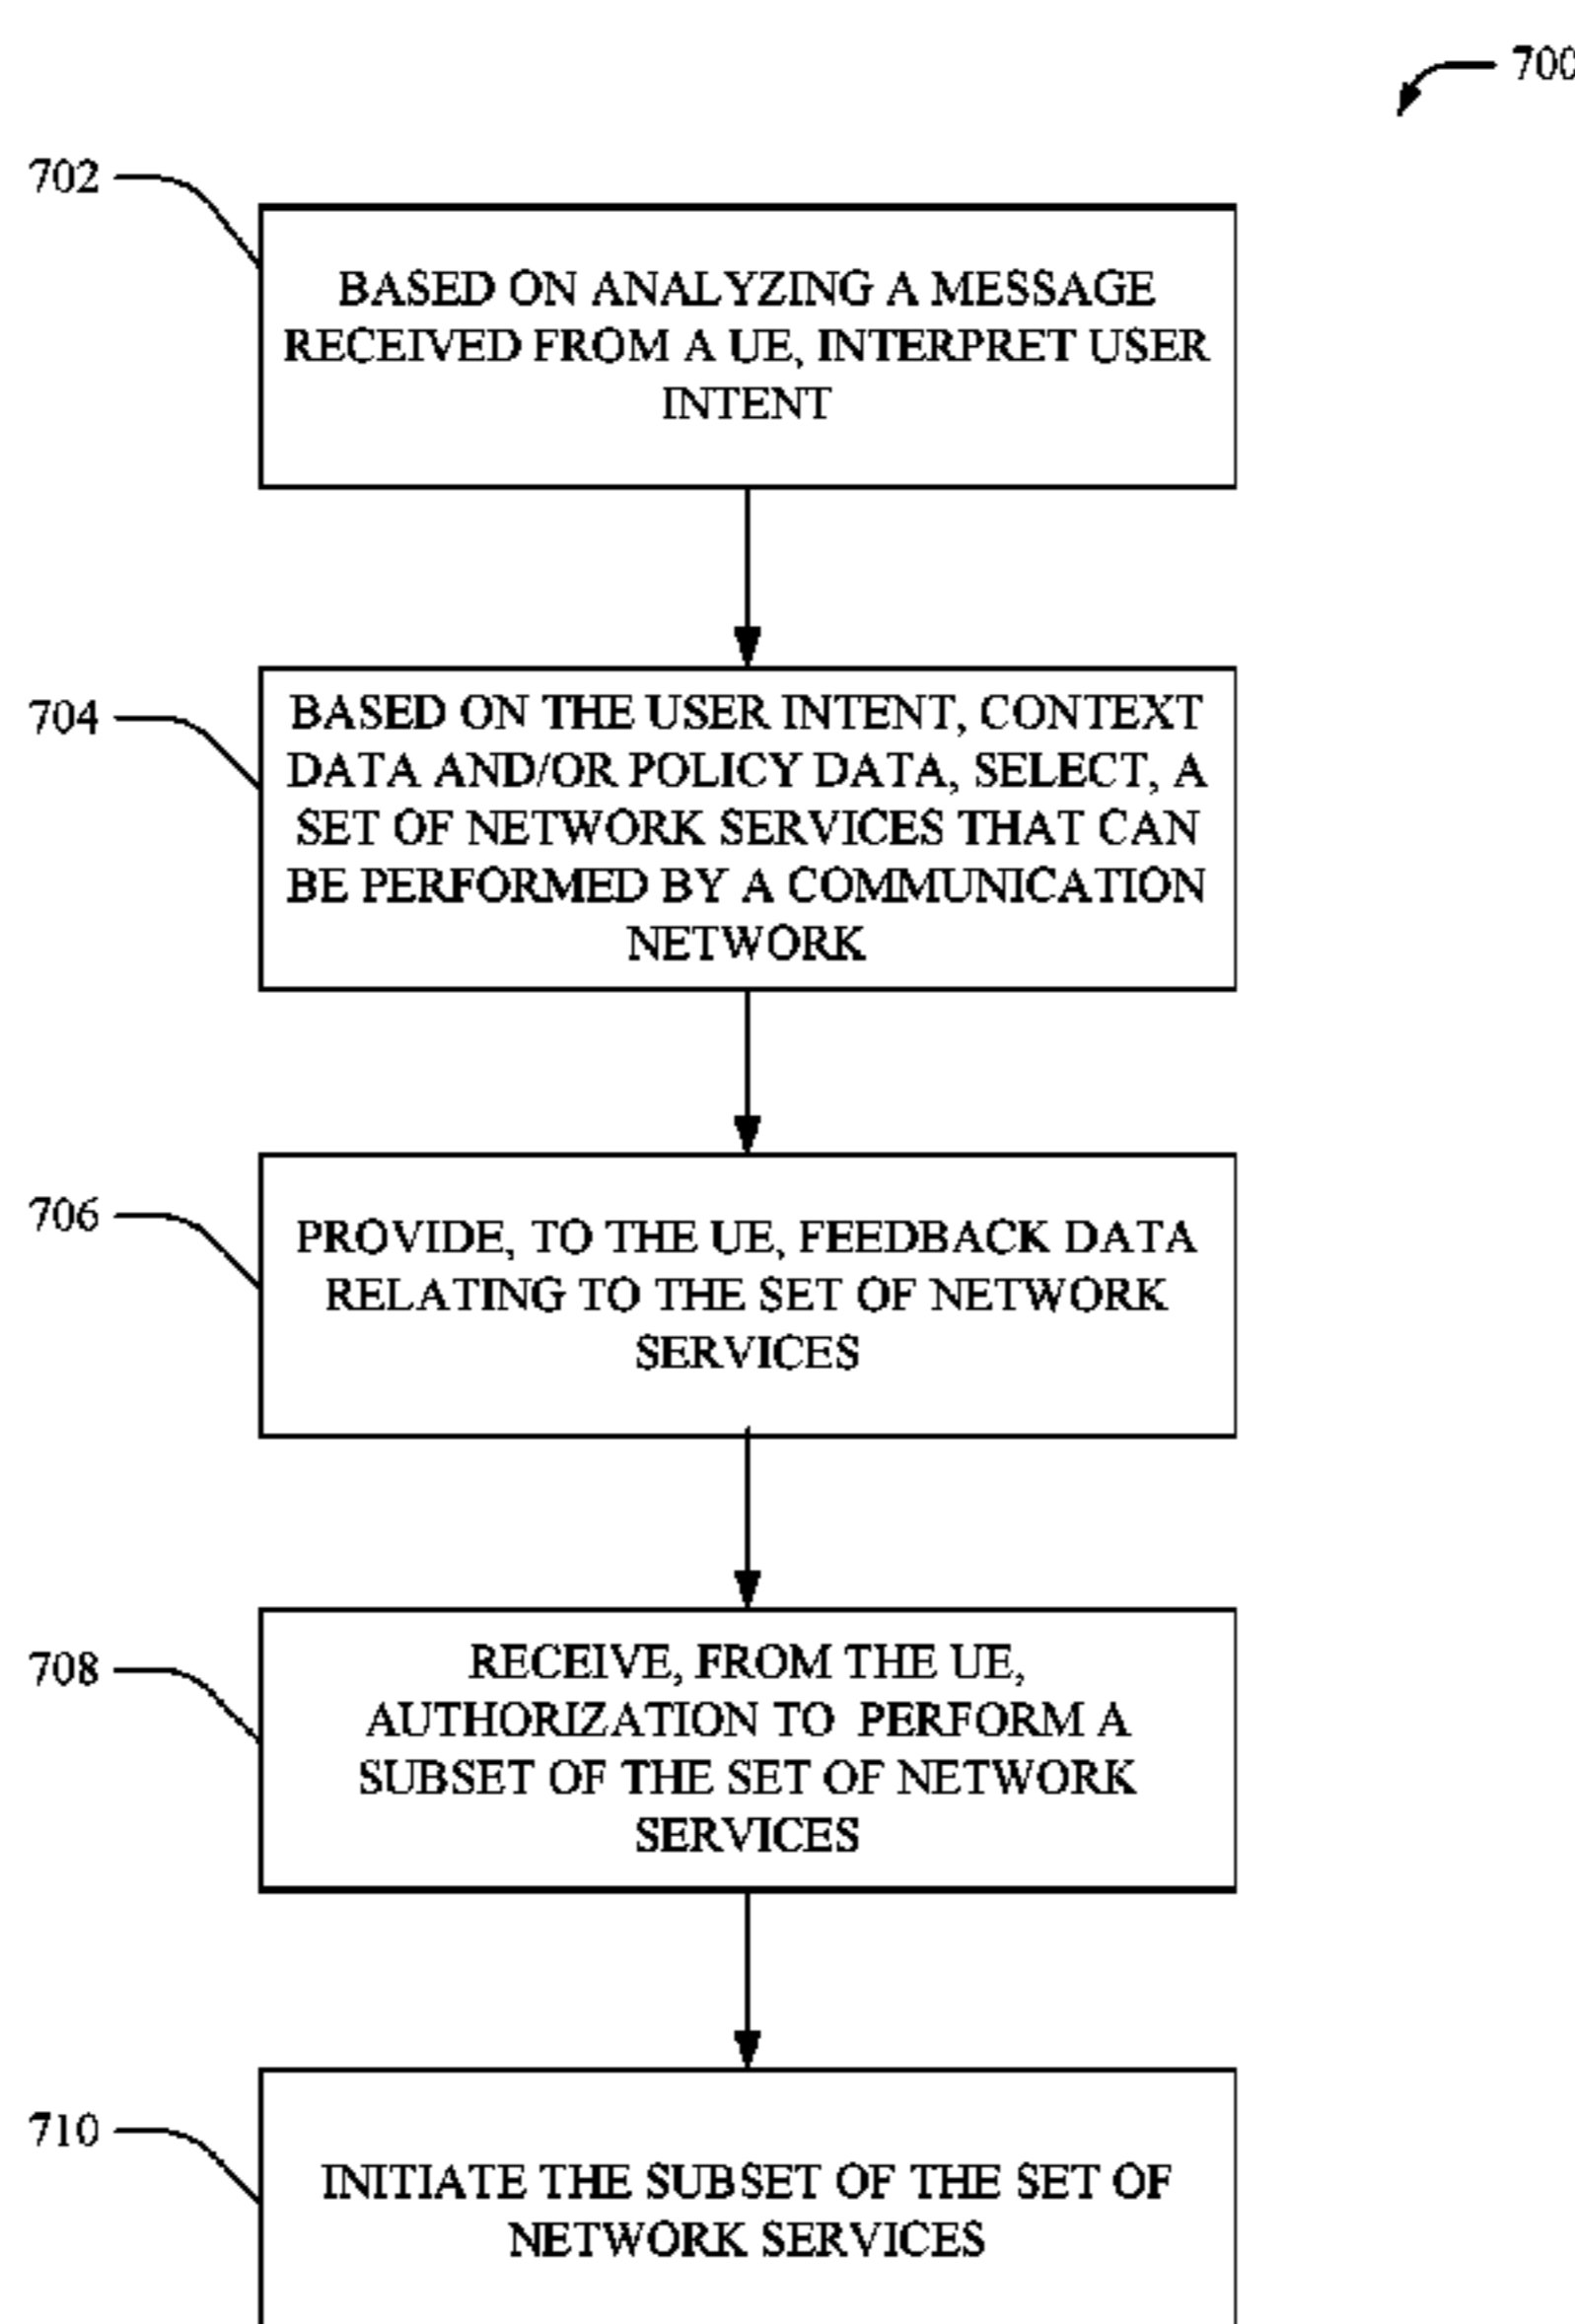 700
702
BASED ON ANALYZING A MESSAGE
RECEIVED FROM A UE, INTERPRET USER
INTENT
704
BASED ON THE USER INTENT, CONTEXT
DATA AND/OR POLICY DATA, SELECT, A
SET OF NETWORK SERVICES THAT CAN
BE PERFORMED BY A COMMUNICATION
NETWORK
706
PROVIDE, TO THE UE, FEEDBACK DATA
RELATING TO THE SET OF NETWORK
SERVICES
708
RECEIVE, FROM THE UE,
AUTHORIZATION TO PERFORM A
SUBSET OF THE SET OF NETWORK
SERVICES
710
INITIATE THE SUBSET OF THE SET OF
NETWORK SERVICES